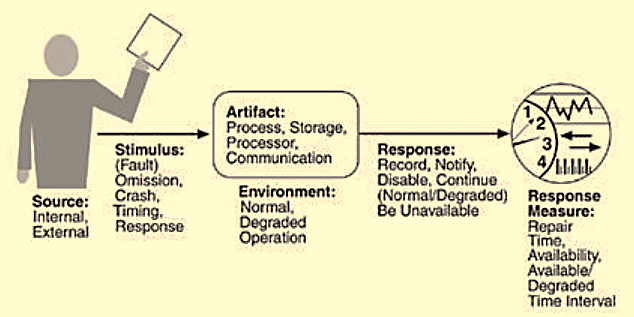 Source:
Internal,
External
Stimulus:
(Fault)
Omission,
Crash,
Timing,
Response
Artifact:
Process, Storage,
Processor,
Communication
Environment:
Normal,
Degraded
Operation
Response:
Record, Notify,
Disable, Continue
(Normal/Degraded)
Be Unavailable
1
2
3
4
Response
Measure:
Repair
Time,
Availability,
Available/
Degraded
Time Interval